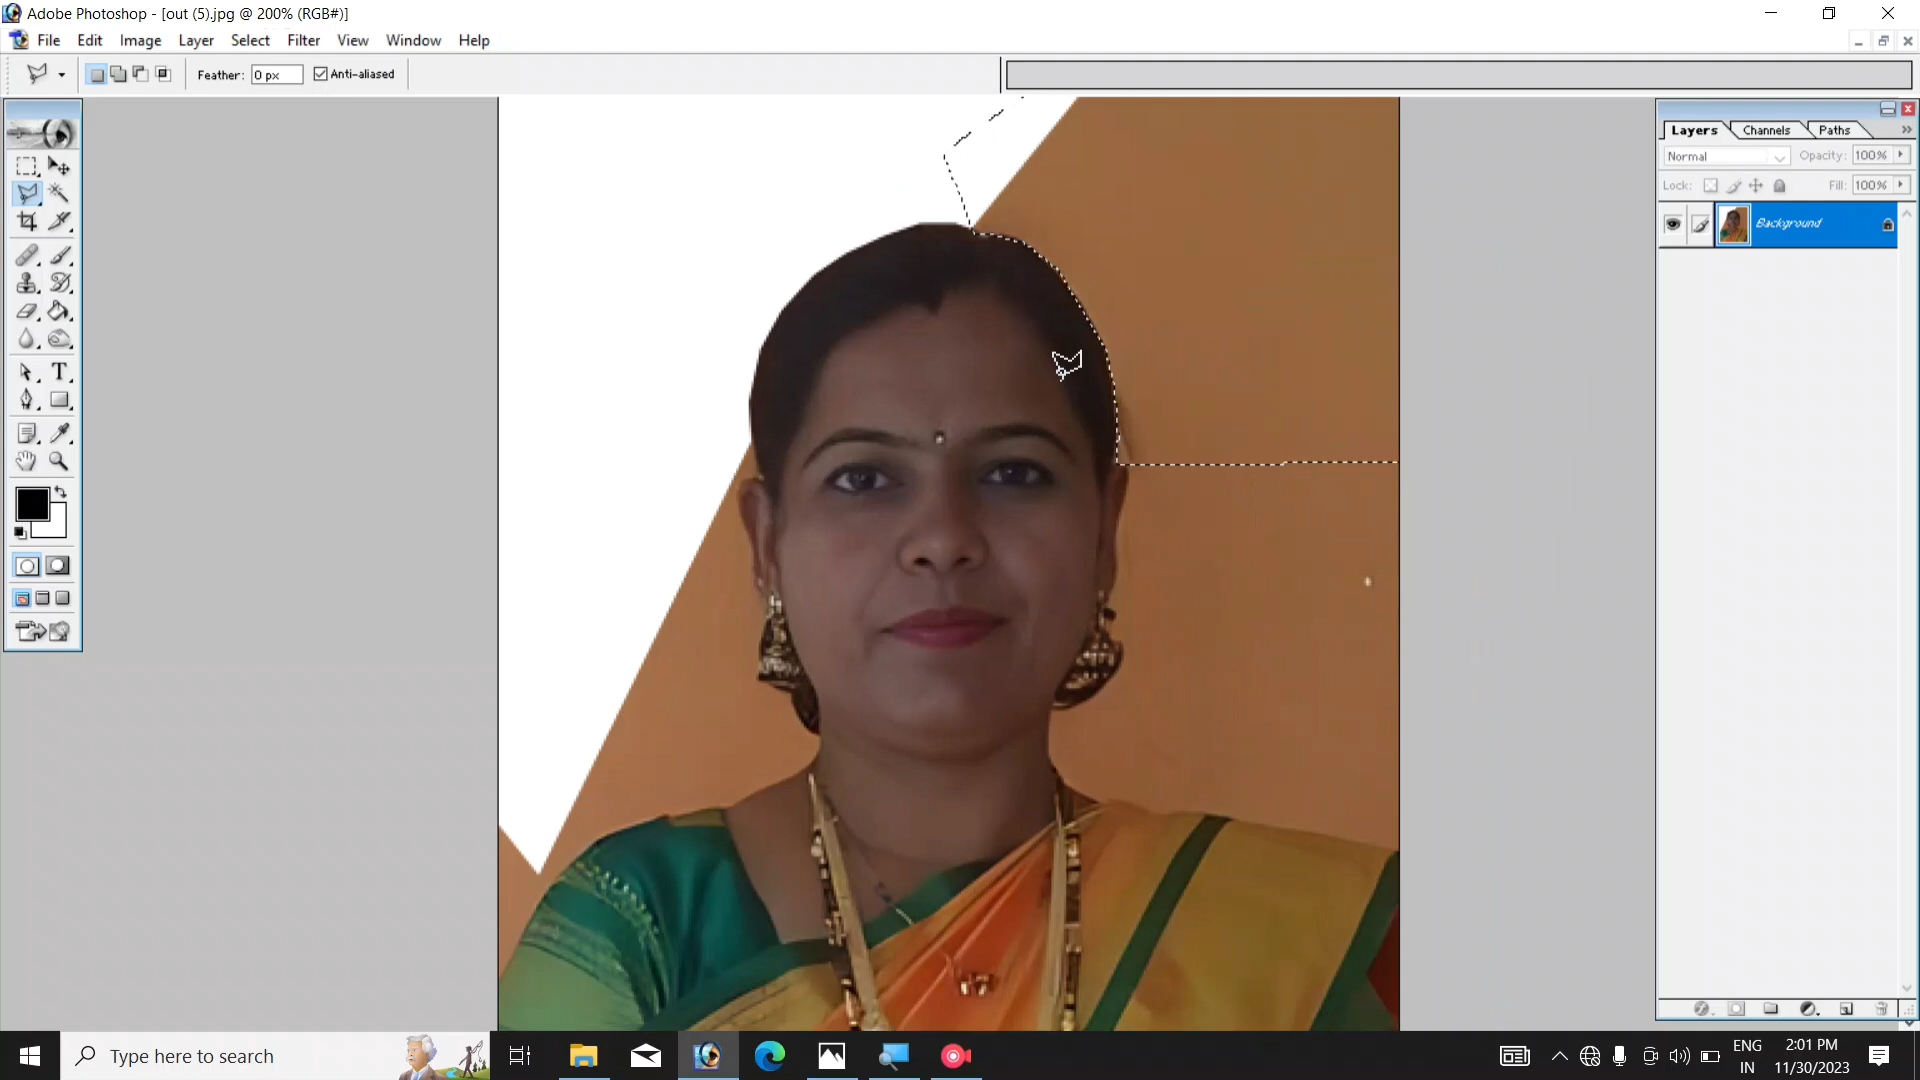 Adobe Photoshop - [out (5).jpg @ 200% (RGB#)]
File Edit Image Layer Select Filter View Window Help
Feather: 0 px Anti-aliased
Layers Channels Paths
Normal Opacity: 100%
Lock: Fill: 100%
Background
T
Type here to search
ENG
IN
2:01 PM
11/30/2023